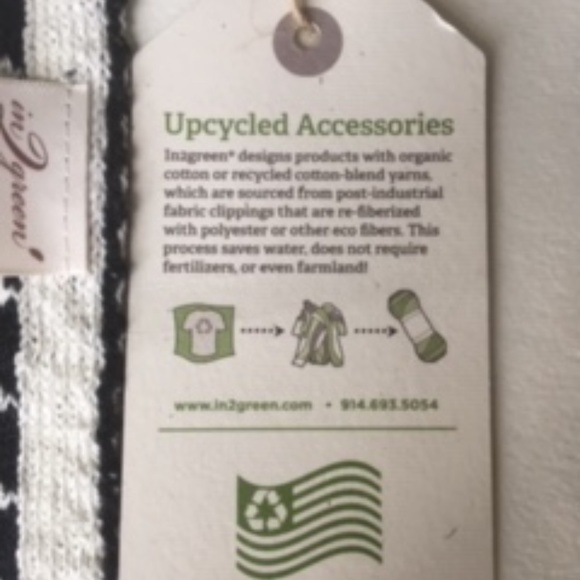 in2green
Upcycled Accessories
In2green® designs products with organic
cotton or recycled cotton-blend yarns,
which are sourced from post-industrial
fabric clippings that are re-fiberized
with polyester or other eco fibers. This
process saves water, does not require
fertilizers, or even farmland!
www.in2green.com • 914.693.5054